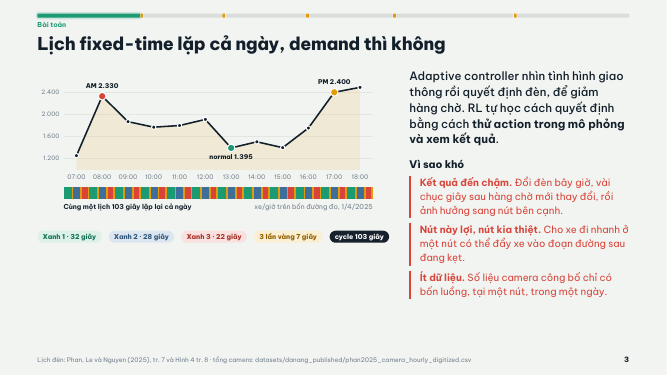 Bài toán
Lịch fixed-time lặp cả ngày, demand thì không
AM 2.330
PM 2.400
2.400
2.000
1.600
1.200
normal 1.395
07:00 08:00 09:00 10:00 11:00 12:00 13:00 14:00 15:00 16:00 17:00 18:00
Cùng một lịch 103 giây lặp lại cả ngày
xe/giờ trên bốn đường đo, 1/4/2025
Xanh 1 · 32 giây
Xanh 2 · 28 giây
Xanh 3 · 22 giây
3 lần vàng 7 giây
cycle 103 giây
Adaptive controller nhìn tình hình giao
thông rồi quyết định đèn, để giảm
hàng chờ. RL tự học cách quyết định
bằng cách thử action trong mô phỏng
và xem kết quả.
Vì sao khó
Kết quả đến chậm. Đổi đèn bây giờ, vài
chục giây sau hàng chờ mới thay đổi, rồi
ảnh hưởng sang nút bên cạnh.
Nút này lợi, nút kia thiệt. Cho xe đi nhanh ở
một nút có thể đẩy xe vào đoạn đường sau
đang kẹt.
Ít dữ liệu. Số liệu camera công bố chỉ có
bốn luồng, tại một nút, trong một ngày.
Lịch đèn: Phan, Le và Nguyen (2025), tr. 7 và Hình 4 tr. 8 · tổng camera: datasets/danang_published/phan2025_camera_hourly_digitized.csv
3